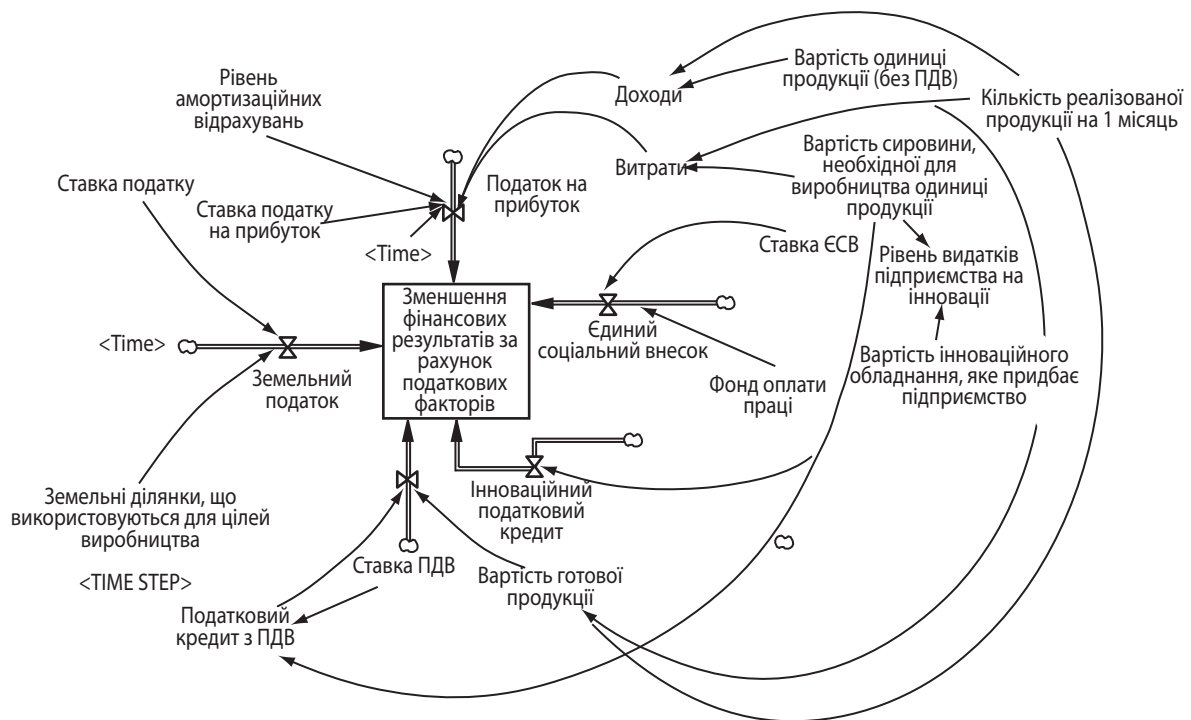 Рівень
амортизаційних
відрахувань
Доходи
Вартість одиниці
продукції (без ПДВ)
Кількість реалізованої
продукції на 1 місяць
Витрати
Вартість сировини,
необхідної для
виробництва одиниці
продукції
Ставка податку
Ставка податку
на прибуток
Податок на
прибуток
<Time>
Ставка ЄСВ
Рівень видатків
підприємства на
інновації
Зменшення
фінансових
результатів за
рахунок
податкових
факторів
Єдиний
соціальний внесок
<Time>
Земельний
податок
Вартість інноваційного
обладнання, яке придбає
підприємство
Фонд оплати
праці
Інноваційний
податковий
кредит
Земельні ділянки, що
використовуються для цілей
виробництва
<TIME STEP>
Ставка ПДВ
Вартість готової
продукції
Податковий
кредит з ПДВ